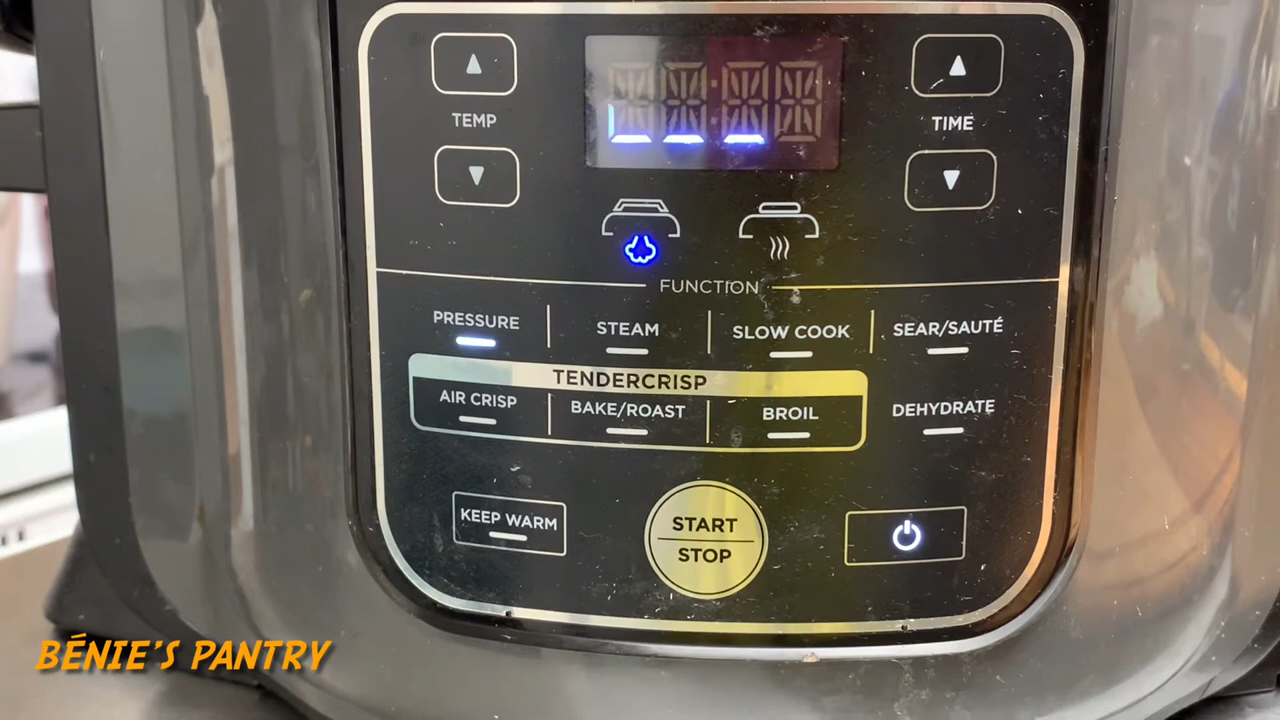 TEMP
TIME
FUNCTION
PRESSURE
STEAM
SLOW COOK
SEAR/SAUTÉ
TENDERCRISP
AIR CRISP
BAKE/ROAST
BROIL
DEHYDRATE
KEEP WARM
START
STOP
BÉNIE'S PANTRY